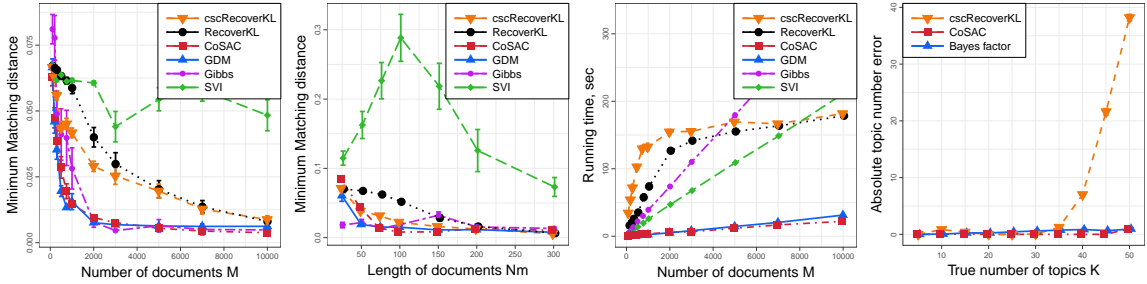 Minimum Matching distance
0.000
0.025
0.050
0.075
0
2000
4000
6000
8000
10000
Number of documents M
cscRecoverKL
RecoverKL
CoSAC
GDM
Gibbs
SVI
Minimum Matching distance
0.0
0.1
0.2
0.3
50
100
150
200
250
300
Length of documents Nm
cscRecoverKL
RecoverKL
CoSAC
GDM
Gibbs
SVI
Running time, sec
0
100
200
300
0
2000
4000
6000
8000
10000
Number of documents M
cscRecoverKL
RecoverKL
CoSAC
GDM
Gibbs
SVI
Absolute topic number error
0
10
20
30
40
10
20
30
40
50
True number of topics K
cscRecoverKL
CoSAC
Bayes factor